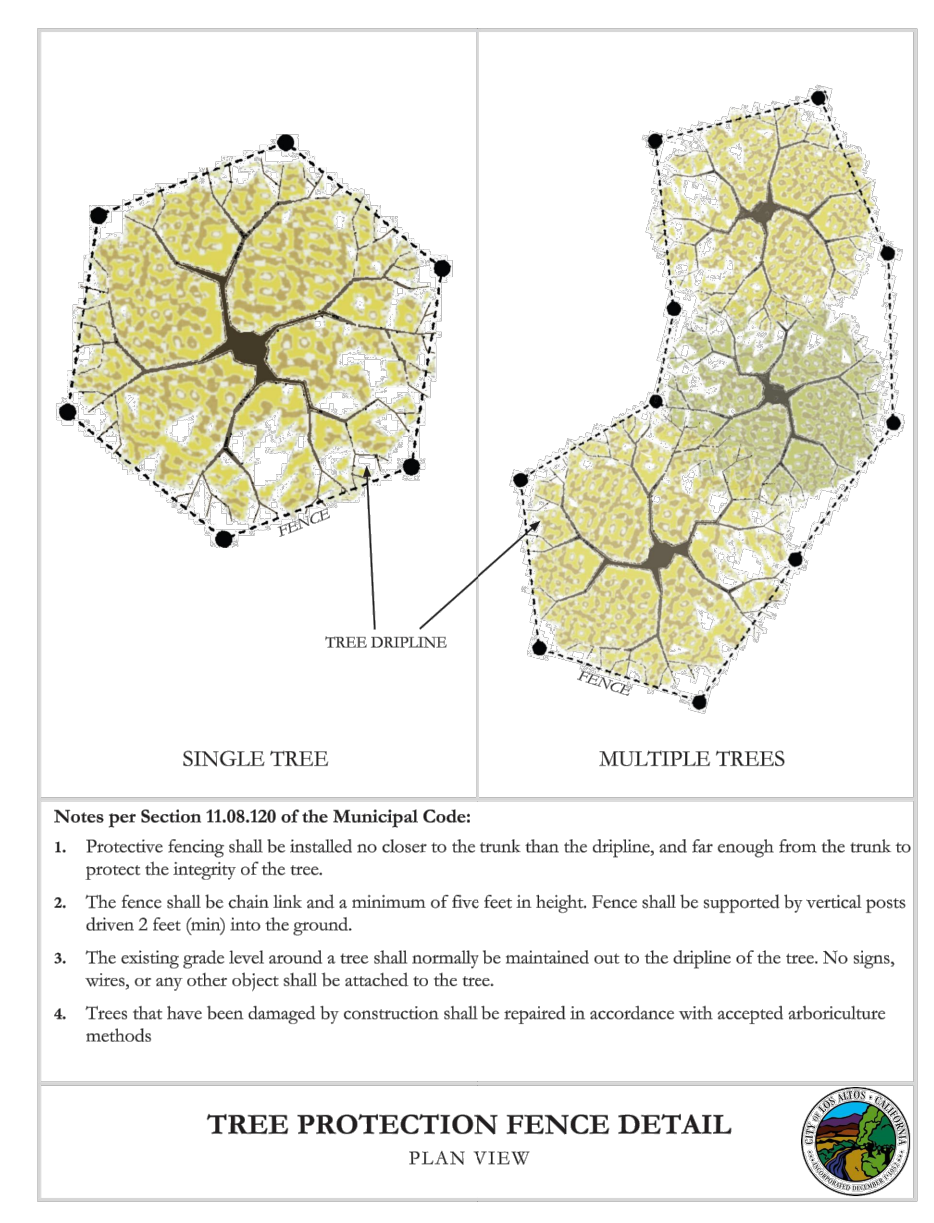 FENCE
FENCE
TREE DRIPLINE
SINGLE TREE
MULTIPLE TREES
Notes per Section 11.08.120 of the Municipal Code:
1. Protective fencing shall be installed no closer to the trunk than the dripline, and far enough from the trunk to
protect the integrity of the tree.
2. The fence shall be chain link and a minimum of five feet in height. Fence shall be supported by vertical posts
driven 2 feet (min) into the ground.
3. The existing grade level around a tree shall normally be maintained out to the dripline of the tree. No signs,
wires, or any other object shall be attached to the tree.
4. Trees that have been damaged by construction shall be repaired in accordance with accepted arboriculture
methods
TREE PROTECTION FENCE DETAIL
PLAN VIEW
CITY OF LOS ALTOS • CALIFORNIA
INCORPORATED DECEMBER 1•1952